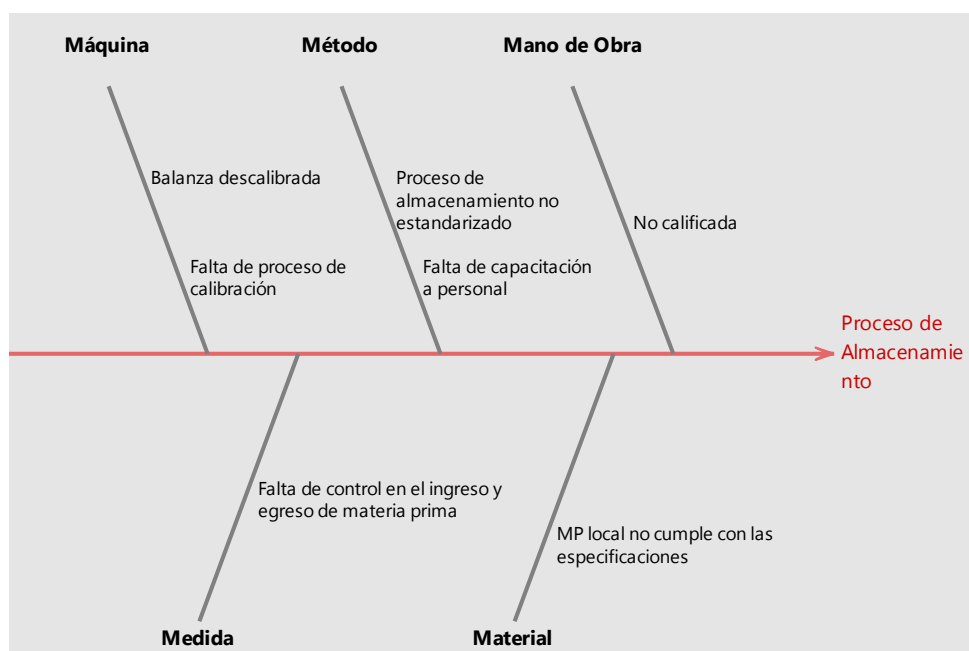 Máquina
Método
Mano de Obra
Balanza descalibrada
Falta de proceso de
calibración
Proceso de
almacenamiento no
estandarizado
Falta de capacitación
a personal
No calificada
Proceso de
Almacenamie
nto
Falta de control en el ingreso y
egreso de materia prima
MP local no cumple con las
especificaciones
Medida
Material